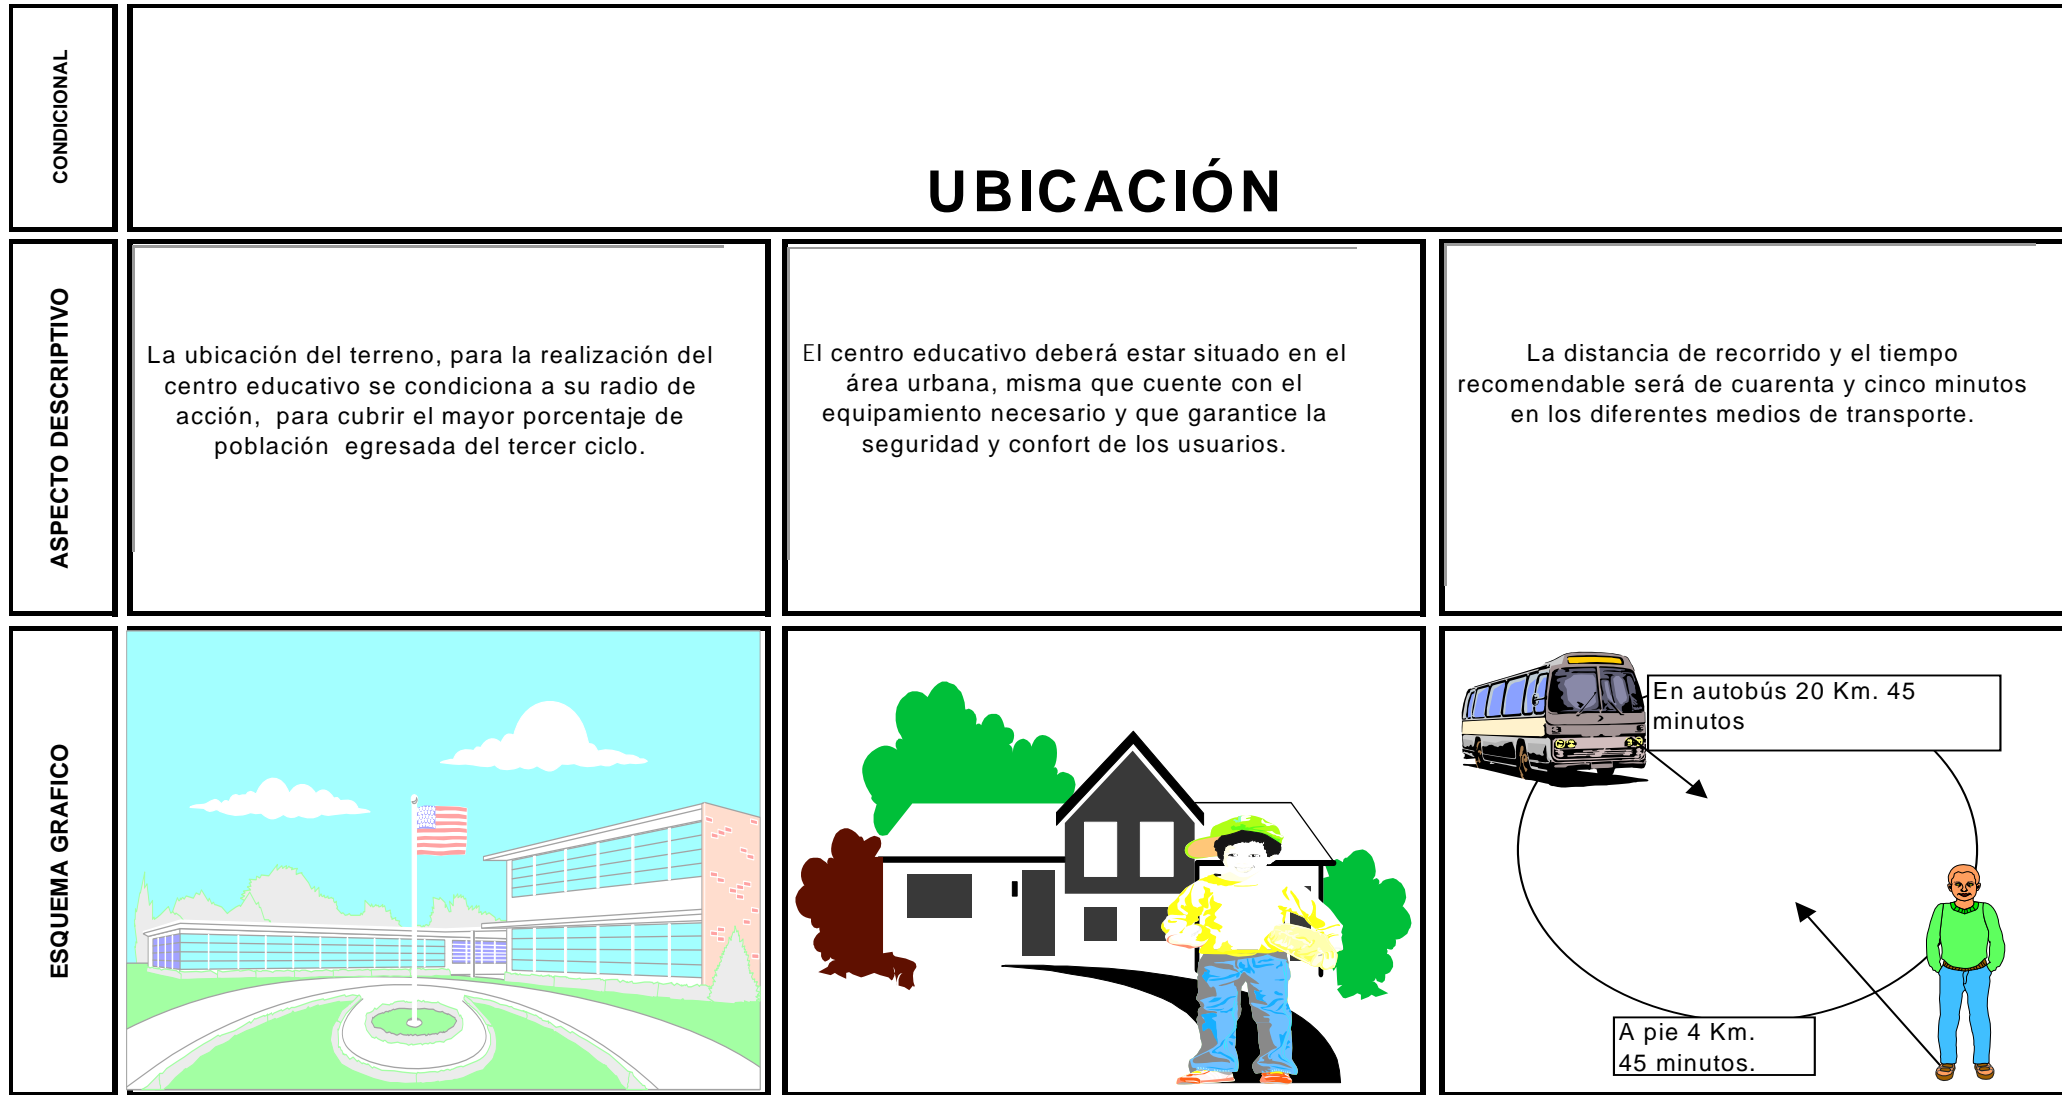 CONDICIONAL
UBICACIÓN
ASPECTO DESCRIPTIVO
La ubicación del terreno, para la realización del
centro educativo se condiciona a su radio de
acción, para cubrir el mayor porcentaje de
población egresada del tercer ciclo.
El centro educativo deberá estar situado en el
área urbana, misma que cuente con el
equipamiento necesario y que garantice la
seguridad y confort de los usuarios.
La distancia de recorrido y el tiempo
recomendable será de cuarenta y cinco minutos
en los diferentes medios de transporte.
ESQUEMA GRAFICO
En autobús 20 Km. 45
minutos
A pie 4 Km.
45 minutos.